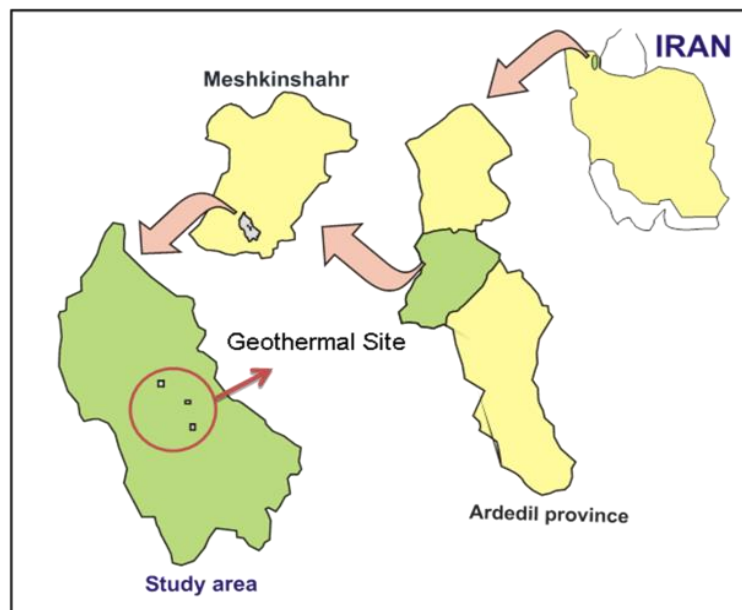 IRAN
Meshkinshahr
Geothermal Site
Ardedil province
Study area